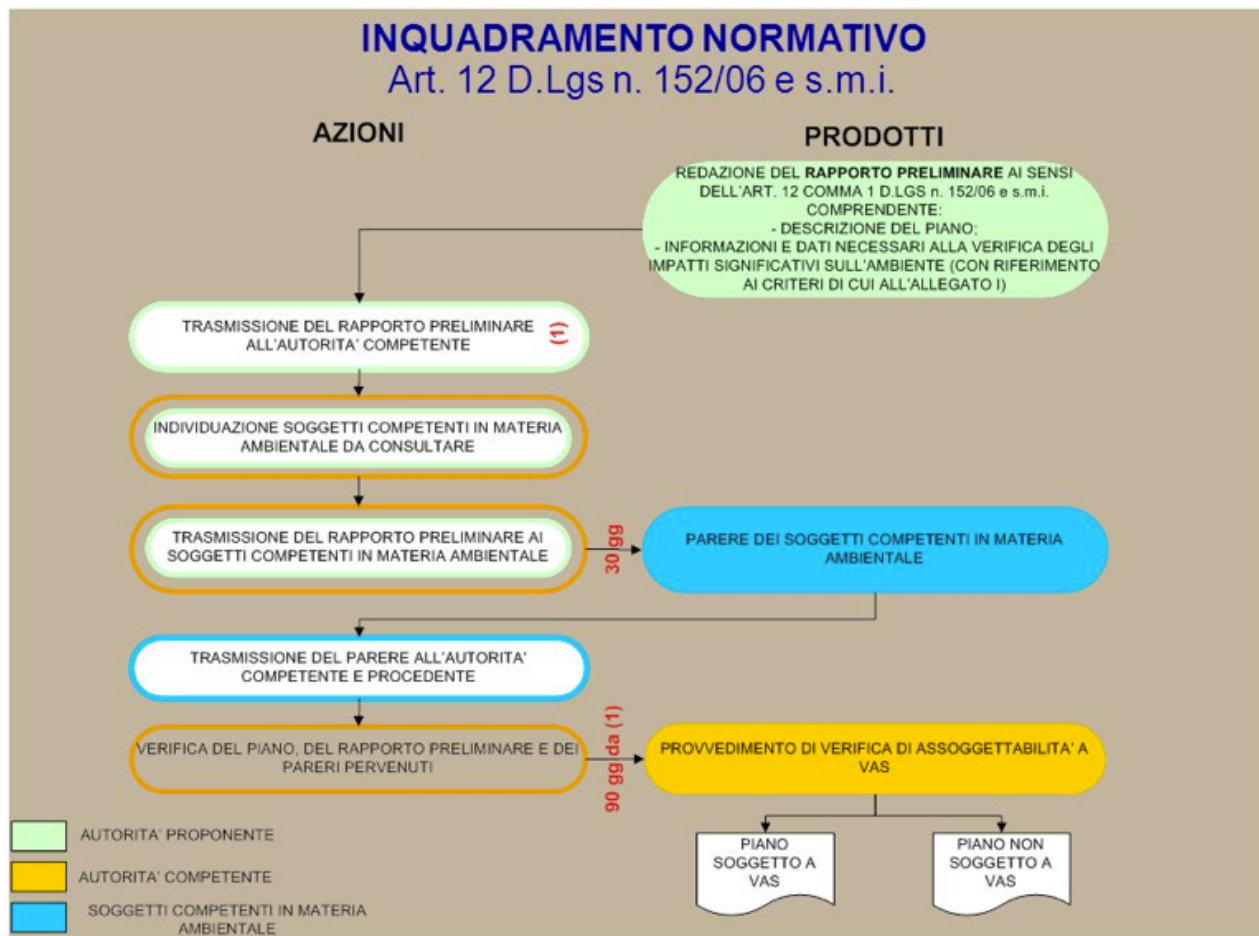 INQUADRAMENTO NORMATIVO
Art. 12 D.Lgs n. 152/06 e s.m.i.
AZIONI
PRODOTTI
REDAZIONE DEL RAPPORTO PRELIMINARE AI SENSI
DELL'ART. 12 COMMA 1 D.LGS n. 152/06 e s.m.i.
COMPRENDENTE:
- DESCRIZIONE DEL PIANO;
- INFORMAZIONI E DATI NECESSARI ALLA VERIFICA DEGLI
IMPATTI SIGNIFICATIVI SULL'AMBIENTE (CON RIFERIMENTO
AI CRITERI DI CUI ALL'ALLEGATO I)
TRASMISSIONE DEL RAPPORTO PRELIMINARE
ALL'AUTORITA' COMPETENTE
(1)
INDIVIDUAZIONE SOGGETTI COMPETENTI IN MATERIA
AMBIENTALE DA CONSULTARE
TRASMISSIONE DEL RAPPORTO PRELIMINARE AI
SOGGETTI COMPETENTI IN MATERIA AMBIENTALE
30 gg
PARERE DEI SOGGETTI COMPETENTI IN MATERIA
AMBIENTALE
TRASMISSIONE DEL PARERE ALL'AUTORITA'
COMPETENTE E PROCEDENTE
VERIFICA DEL PIANO, DEL RAPPORTO PRELIMINARE E DEI
PARERI PERVENUTI
90 gg da (1)
PROVVEDIMENTO DI VERIFICA DI ASSOGGETTABILITA' A
VAS
PIANO
SOGGETTO A
VAS
PIANO NON
SOGGETTO A
VAS
AUTORITA' PROPONENTE
AUTORITA' COMPETENTE
SOGGETTI COMPETENTI IN MATERIA
AMBIENTALE